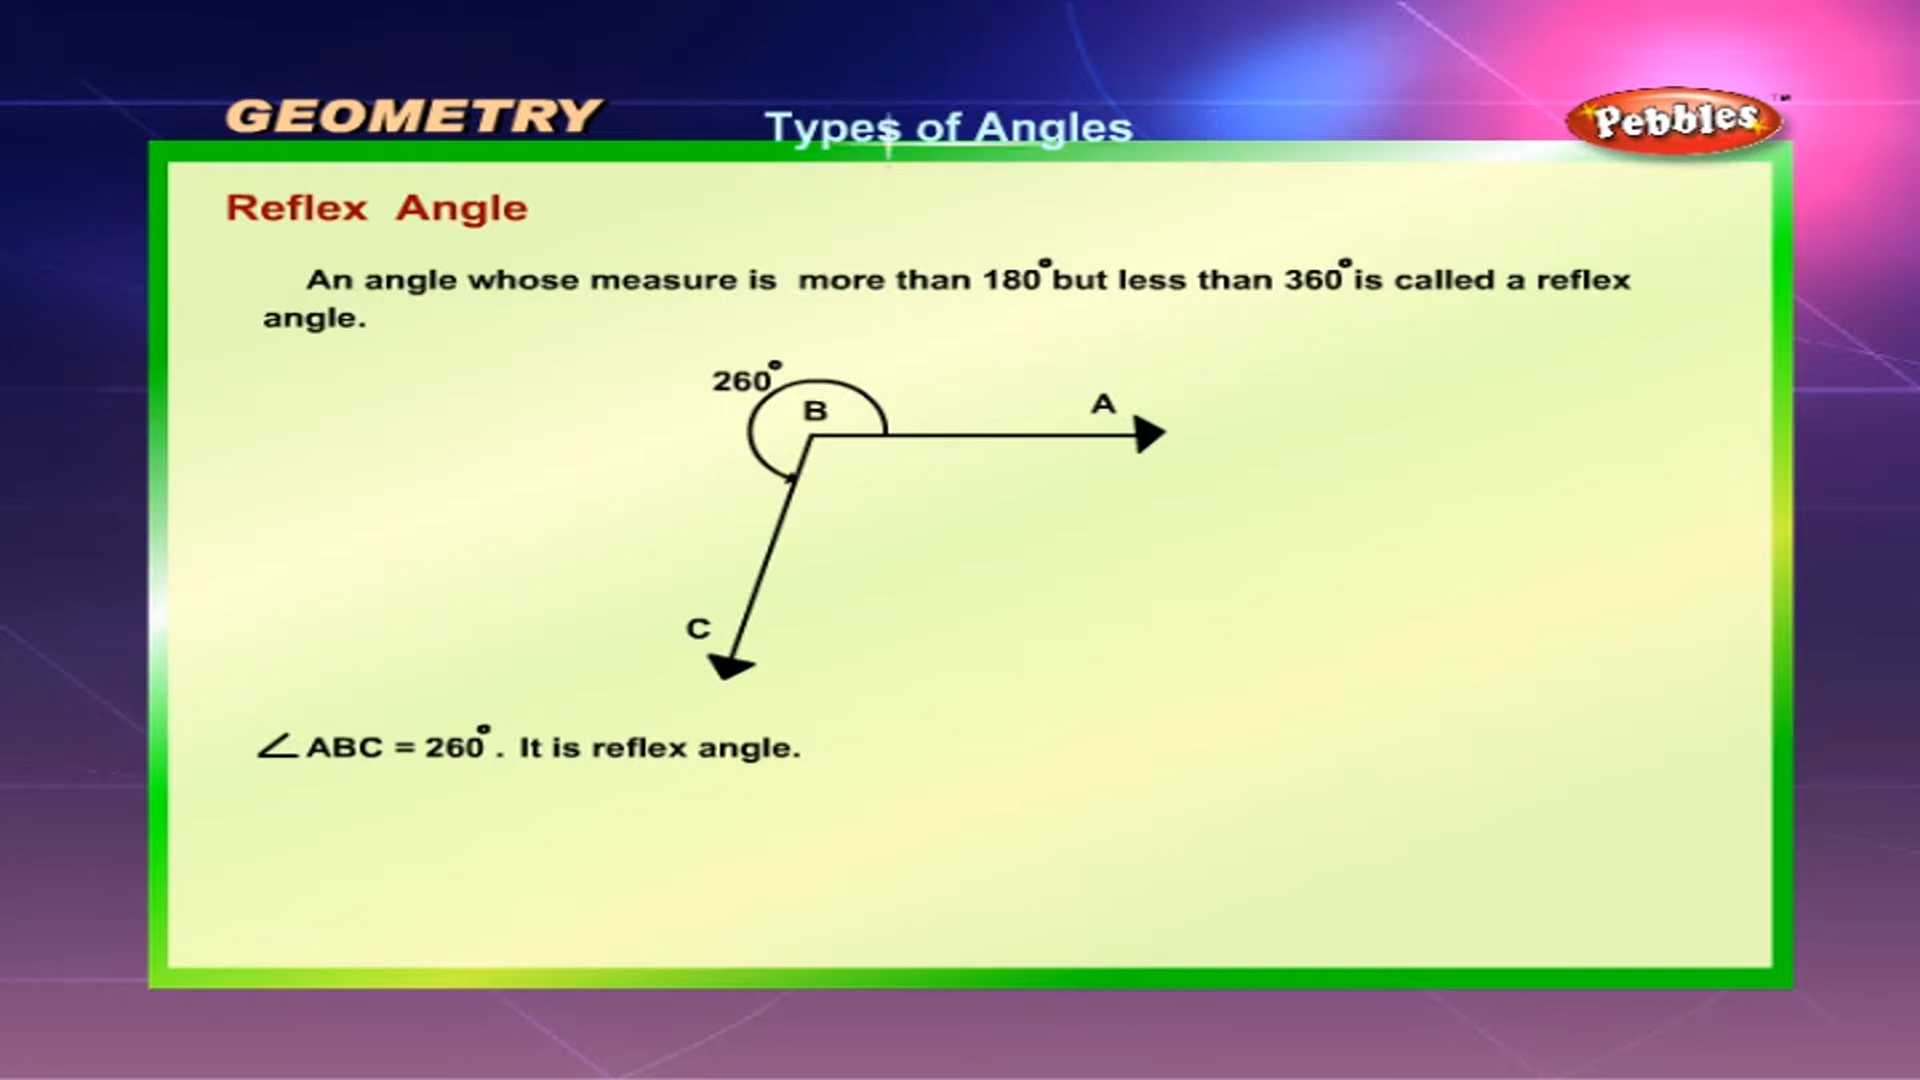 GEOMETRY
Types of Angles
Pebbles™
Reflex Angle
An angle whose measure is more than 180° but less than 360° is called a reflex
angle.
260°
B
A
C
∠ABC = 260°. It is reflex angle.